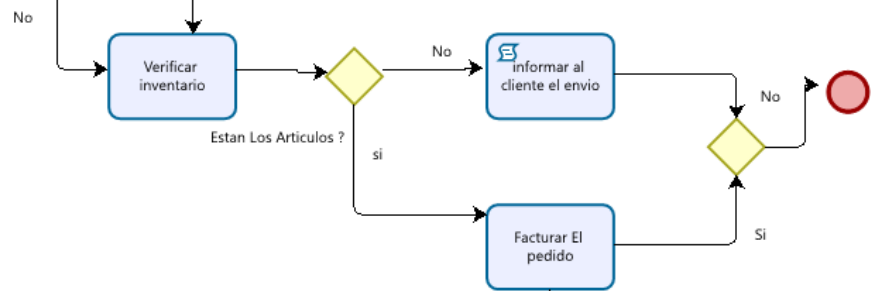 No
Verificar
inventario
Estan Los Articulos ?
No
si
informar al
cliente el envio
Facturar El
pedido
No
Si